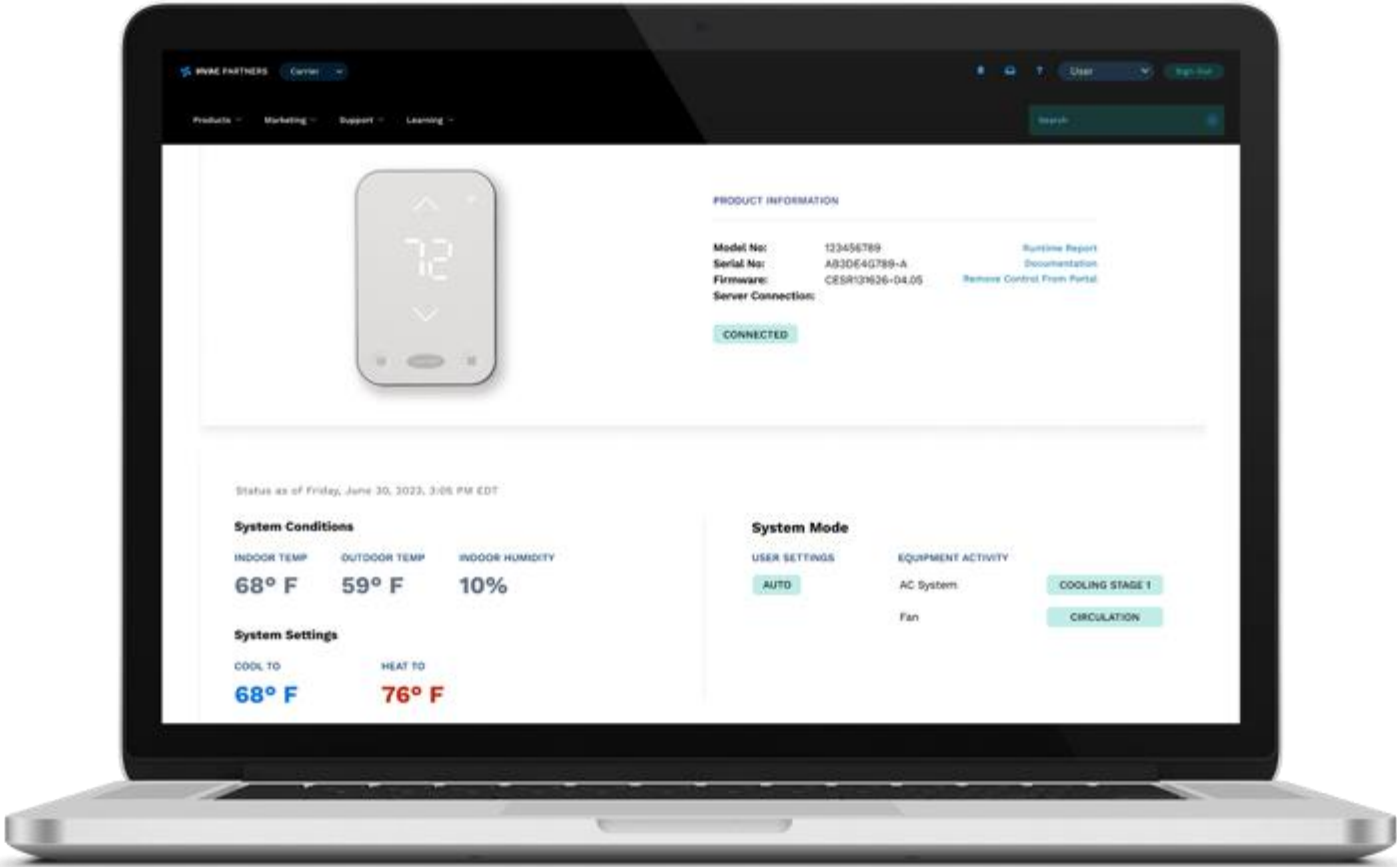 HVAC PARTNERS Carrier
User Sign Out
Products Marketing Support Learning
Search
72
PRODUCT INFORMATION
Model No: 123456789 Runtime Report
Serial No: AB3DE4G789-A Documentation
Firmware: CESR131626-04.05 Remove Control From Portal
Server Connection:
CONNECTED
Status as of Friday, June 30, 2023, 3:05 PM EDT
System Conditions
INDOOR TEMP OUTDOOR TEMP INDOOR HUMIDITY
68° F 59° F 10%
System Settings
COOL TO HEAT TO
68° F 76° F
System Mode
USER SETTINGS EQUIPMENT ACTIVITY
AUTO AC System COOLING STAGE 1
Fan CIRCULATION